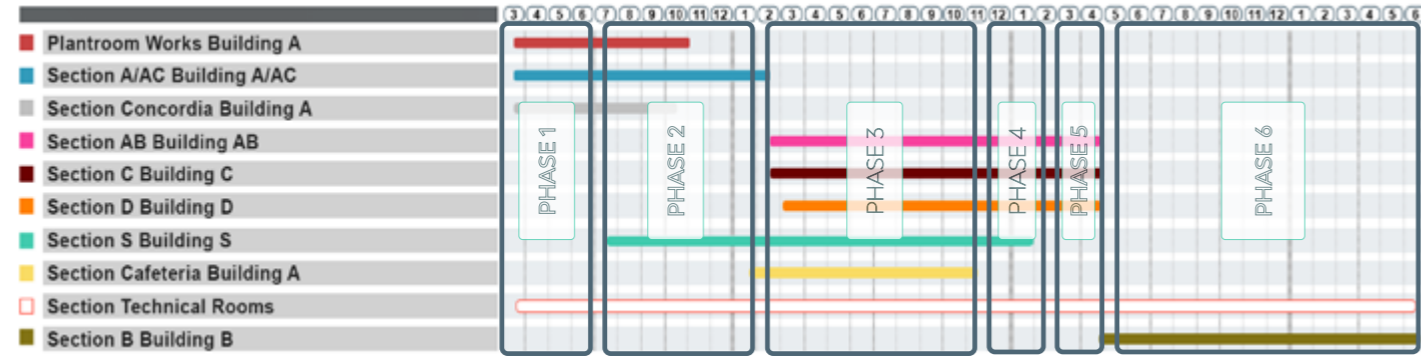 3 4 5 6 7 8 9 10 11 12 1 2 3 4 5 6 7 8 9 10 11 12 1 2 3 4 5 6 7 8 9 10 11 12 1 2 3 4 5 6
Plantroom Works Building A
Section A/AC Building A/AC
Section Concordia Building A
Section AB Building AB
Section C Building C
Section D Building D
Section S Building S
Section Cafeteria Building A
Section Technical Rooms
Section B Building B
PHASE 1
PHASE 2
PHASE 3
PHASE 4
PHASE 5
PHASE 6